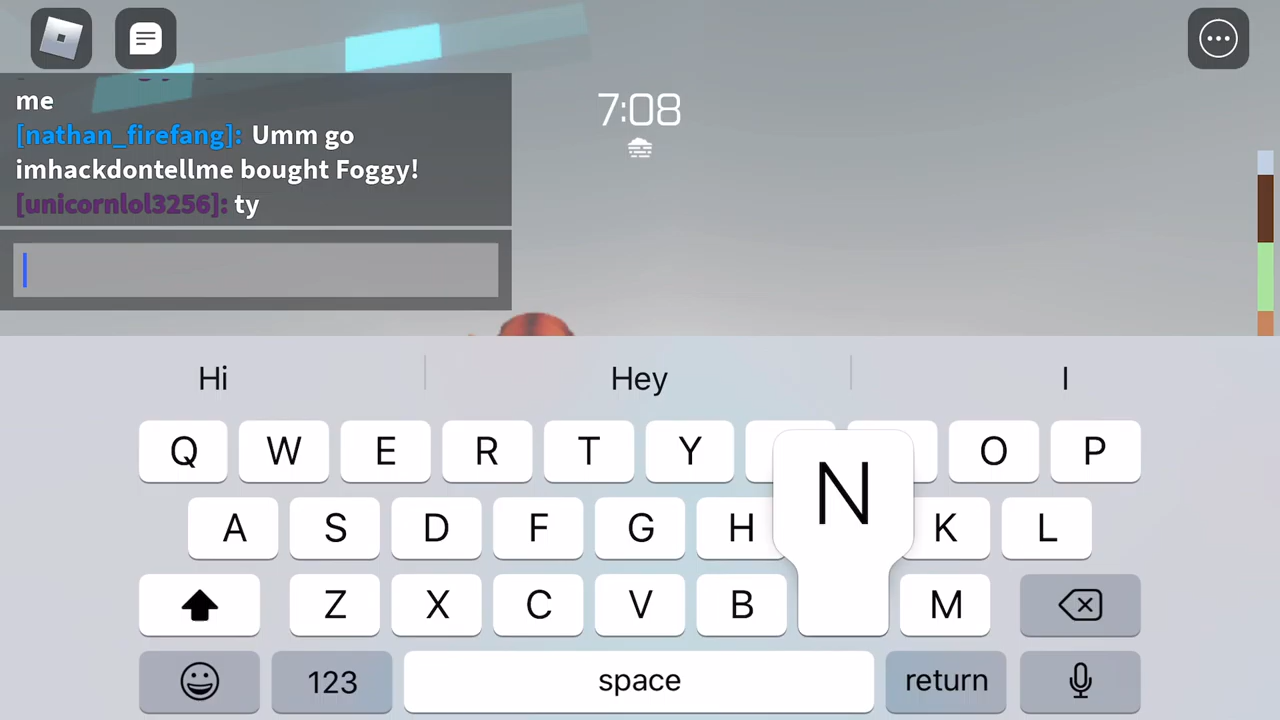 me
[nathan_firefang]: Umm go
imhackdontellme bought Foggy!
[unicornlol3256]: ty
7:08
Hi Hey I
Q W E R T Y O P
A S D F G H K L
N
Z X C V B M
123 space return